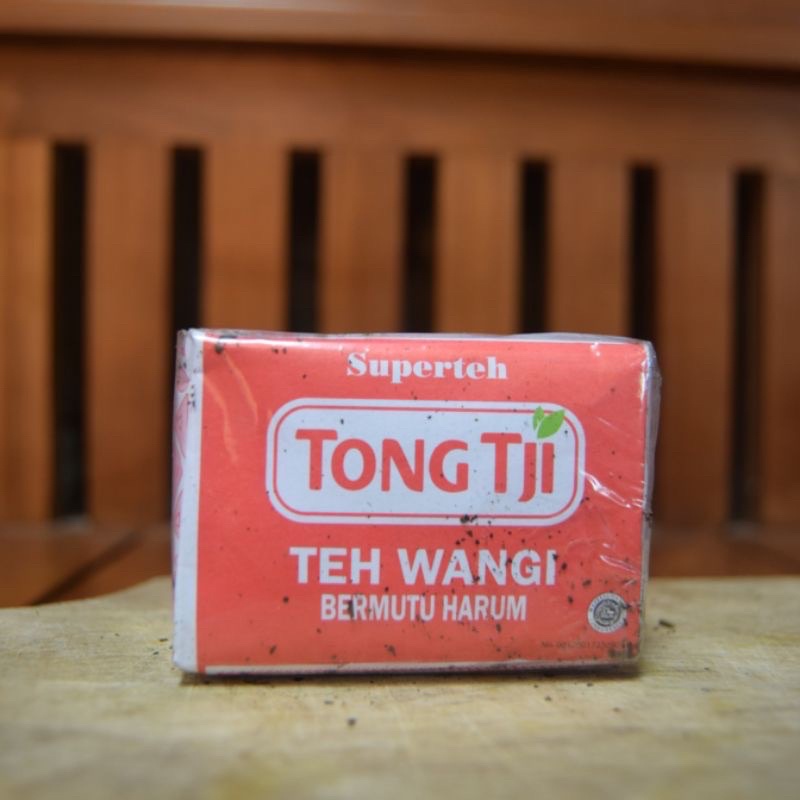 Superteh
TONG TJI
TEH WANGI
BERMUTU HARUM